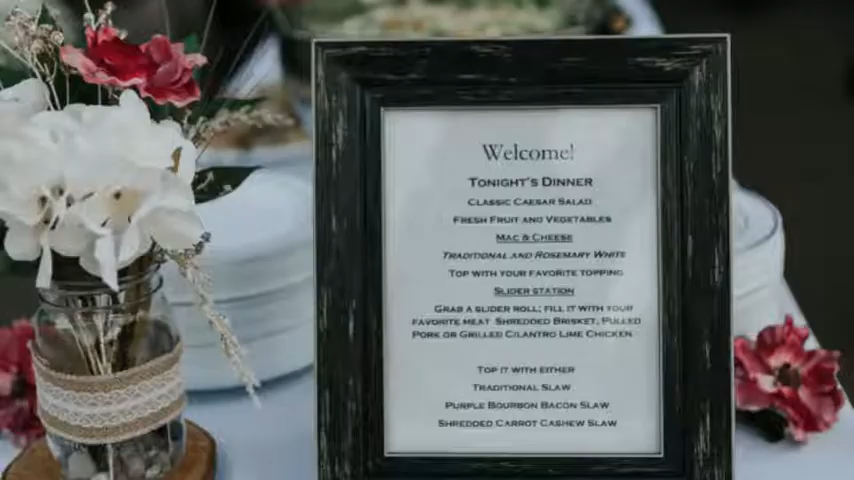 Welcome!
TONIGHT'S DINNER
CLASSIC CAESAR SALAD
FRESH FRUIT AND VEGETABLES
MAC & CHEESE
TRADITIONAL AND ROSEMARY WHITE
TOP WITH YOUR FAVORITE TOPPING
SLIDER STATION
GRAB A SLIDER ROLL; FILL IT WITH YOUR
FAVORITE MEAT SHREDDED BRISKET, PULLED
PORK OR GRILLED CILANTRO LIME CHICKEN
TOP IT WITH EITHER
TRADITIONAL SLAW
PURPLE BOURBON BACON SLAW
SHREDDED CARROT CASHEW SLAW